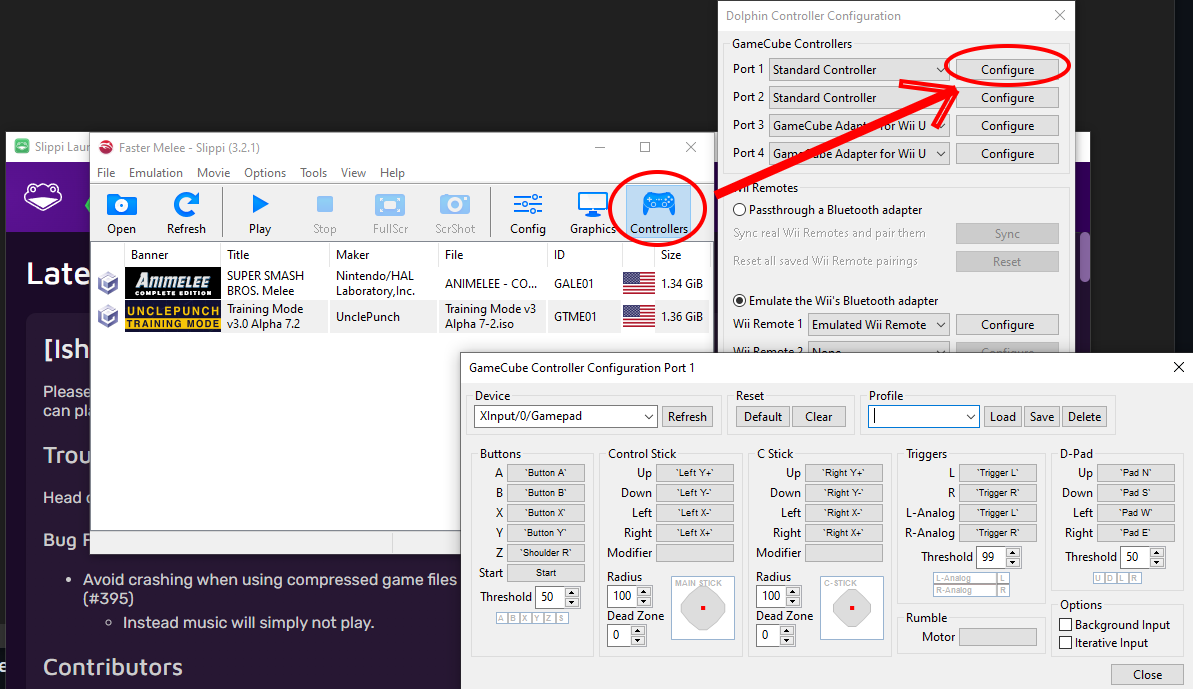 Dolphin Controller Configuration
GameCube Controllers
Port 1 Standard Controller Configure
Port 2 Standard Controller Configure
Port 3 GameCube Adapter for Wii U Configure
Port 4 GameCube Adapter for Wii U Configure
Wii Remotes
Passthrough a Bluetooth adapter
Sync real Wii Remotes and pair them Sync
Reset all saved Wii Remote pairings Reset
Emulate the Wii's Bluetooth adapter
Wii Remote 1 Emulated Wii Remote Configure
Wii Remote 2 None Configure
Slippi Laun
Faster Melee - Slippi (3.2.1)
File Emulation Movie Options Tools View Help
Open Refresh Play Stop FullScr ScrShot Config Graphics Controllers
Banner Title Maker File ID Size
ANIMELEE
COMPLETE EDITION
SUPER SMASH
BROS. Melee
Nintendo/HAL
Laboratory,Inc.
ANIMELEE - CO... GALE01 1.34 GiB
UNCLEPUNCH
TRAINING MODE
Training Mode
v3.0 Alpha 7.2
UnclePunch
Training Mode v3
Alpha 7-2.iso
GTME01 1.36 GiB
Late
[Ish
Please
can pla
Trou
Head o
Bug F
• Avoid crashing when using compressed game files
(#395)
Instead music will simply not play.
Contributors
GameCube Controller Configuration Port 1
Device
XInput/0/Gamepad Refresh
Reset
Default Clear
Profile
Load Save Delete
Buttons
A `Button A`
B `Button B`
X `Button X`
Y `Button Y`
Z `Shoulder R`
Start Start
Threshold 50
A B X Y Z S
Control Stick
Up `Left Y+`
Down `Left Y-`
Left `Left X-`
Right `Left X+`
Modifier
Radius
100
Dead Zone
0
MAIN STICK
C Stick
Up `Right Y+`
Down `Right Y-`
Left `Right X-`
Right `Right X+`
Modifier
Radius
100
Dead Zone
0
C-STICK
Triggers
L `Trigger L`
R `Trigger R`
L-Analog `Trigger L`
R-Analog `Trigger R`
Threshold 99
L-Analog L
R-Analog R
Rumble
Motor
D-Pad
Up `Pad N`
Down `Pad S`
Left `Pad W`
Right `Pad E`
Threshold 50
U D L R
Options
Background Input
Iterative Input
Close